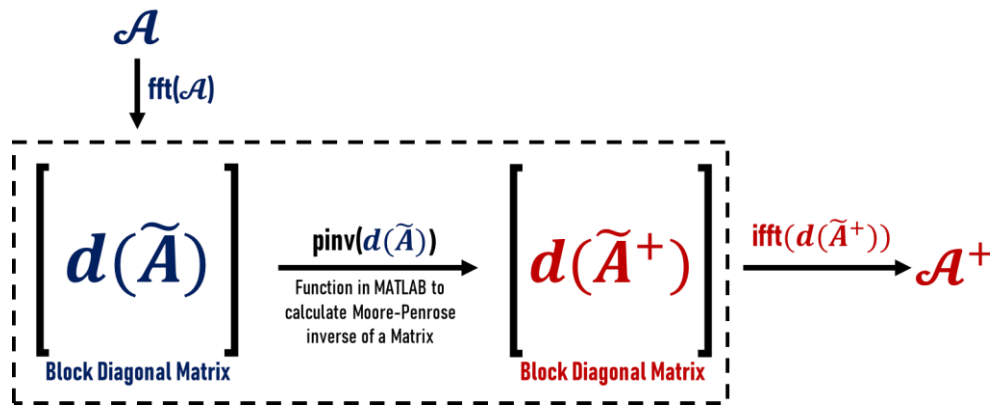 𝒜
fft(𝒜)
[d(Ã)]
Block Diagonal Matrix
pinv(d(Ã))
Function in MATLAB to
calculate Moore-Penrose
inverse of a Matrix
[d(Ã⁺)]
Block Diagonal Matrix
ifft(d(Ã⁺))
𝒜⁺